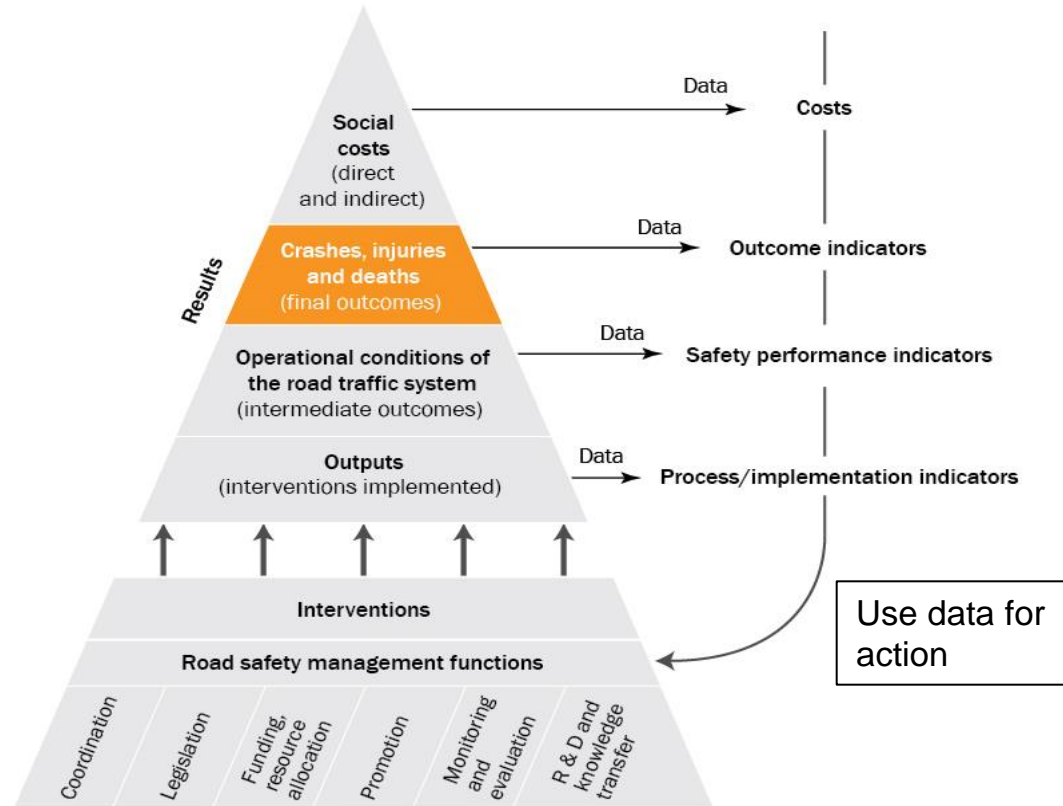 Social
costs
(direct
and indirect)
Data
Costs
Results
Crashes, injuries
and deaths
(final outcomes)
Data
Outcome indicators
Operational conditions of
the road traffic system
(intermediate outcomes)
Data
Safety performance indicators
Outputs
(interventions implemented)
Data
Process/implementation indicators
Interventions
Use data for
action
Road safety management functions
Coordination
Legislation
Funding,
resource
allocation
Promotion
Monitoring
and
evaluation
R & D and
knowledge
transfer